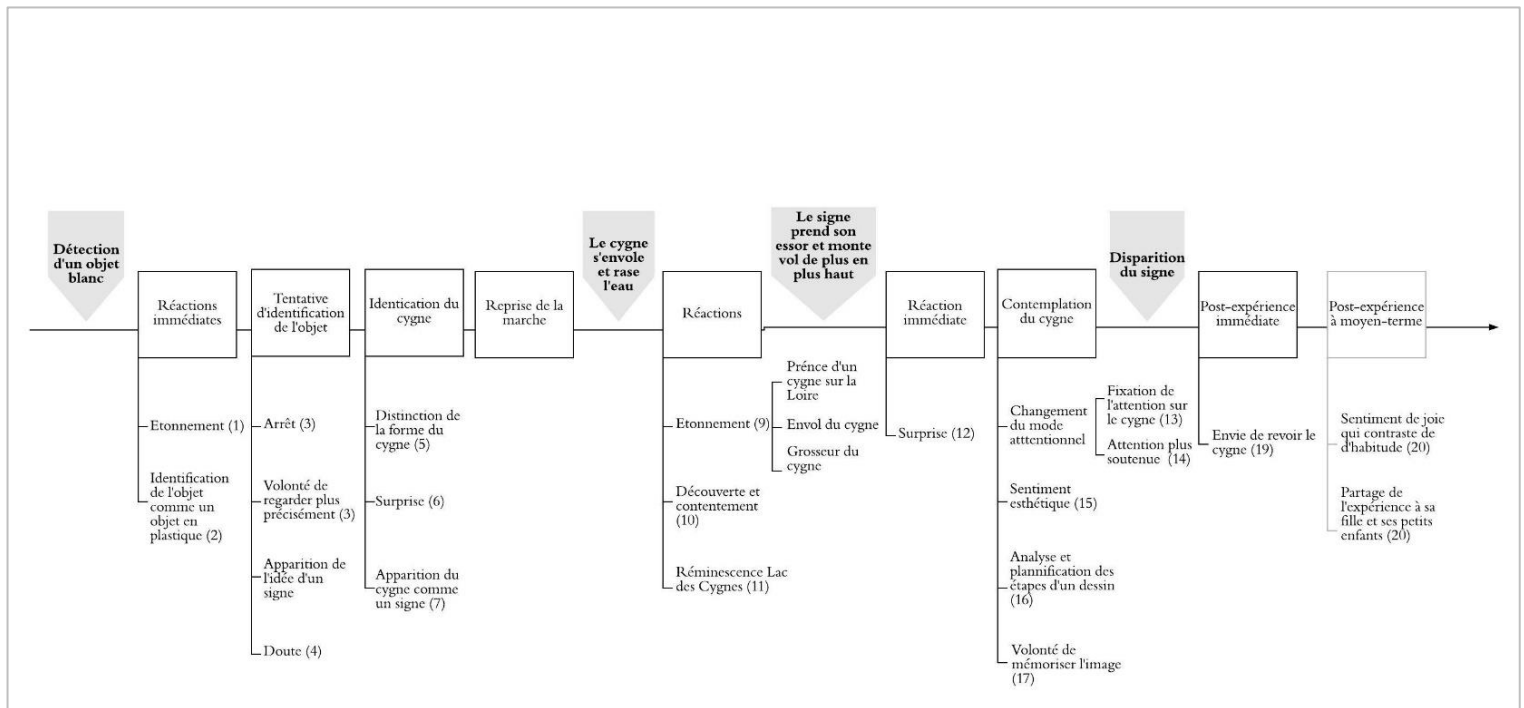 Détection
d'un objet
blanc
Réactions
immédiates
Etonnement (1)
Identification
de l'objet
comme un
objet en
plastique (2)
Tentative
d'identification
de l'objet
Arrêt (3)
Volonté de
regarder plus
précisément (3)
Apparition de
l'idée d'un
signe
Doute (4)
Identication du
cygne
Distinction de
la forme du
cygne (5)
Surprise (6)
Apparition du
cygne comme
un signe (7)
Reprise de la
marche
Le cygne
s'envole
et rase
l'eau
Réactions
Etonnement (9)
Prénce d'un
cygne sur la
Loire
Envol du cygne
Grosseur du
cygne
Découverte et
contentement
(10)
Réminescence Lac
des Cygnes (11)
Le signe
prend son
essor et monte
vol de plus en
plus haut
Réaction
immédiate
Surprise (12)
Contemplation
du cygne
Changement
du mode
atttentionnel
Fixation de
l'attention sur
le cygne (13)
Attention plus
soutenue (14)
Sentiment
esthétique (15)
Analyse et
plannification des
étapes d'un dessin
(16)
Volonté de
mémoriser l'image
(17)
Disparition
du signe
Post-expérience
immédiate
Envie de revoir le
cygne (19)
Post-expérience
à moyen-terme
Sentiment de joie
qui contraste de
d'habitude (20)
Partage de
l'expérience à sa
fille et ses petits
enfants (20)